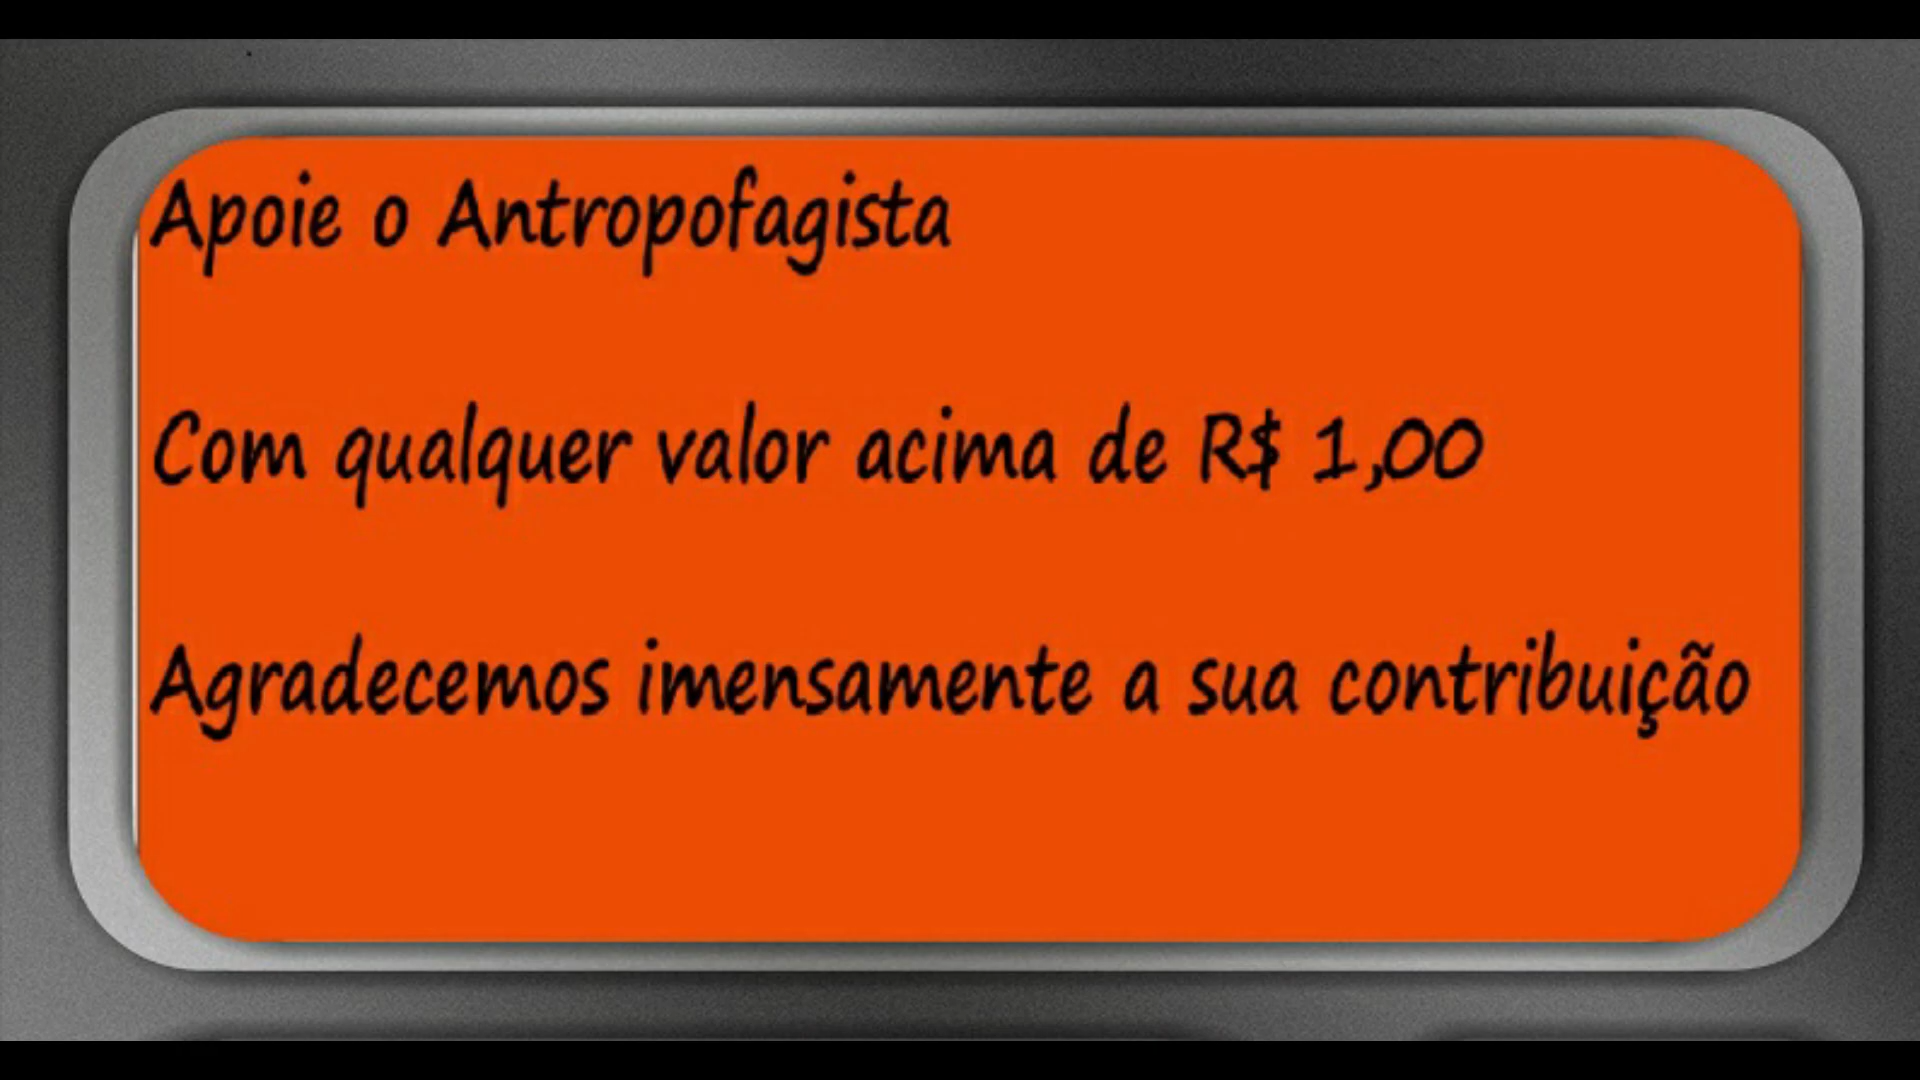 Apoie o Antropofagista
Com qualquer valor acima de R$ 1,00
Agradecemos imensamente a sua contribuição